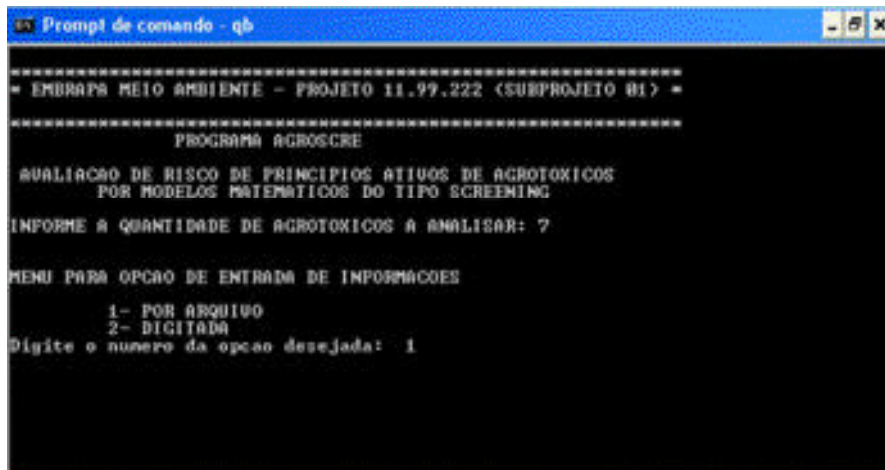 Prompt de comando - qb
************************************************************
* EMBRAPA MEIO AMBIENTE - PROJETO 11.99.222 (SUBPROJETO 01) *
************************************************************
PROGRAMA AGROSCRE
AVALIACAO DE RISCO DE PRINCIPIOS ATIVOS DE AGROTOXICOS
POR MODELOS MATEMATICOS DO TIPO SCREENING
INFORME A QUANTIDADE DE AGROTOXICOS A ANALISAR: 7
MENU PARA OPCAO DE ENTRADA DE INFORMACOES
1- POR ARQUIVO
2- DIGITADA
Digite o numero da opcao desejada: 1